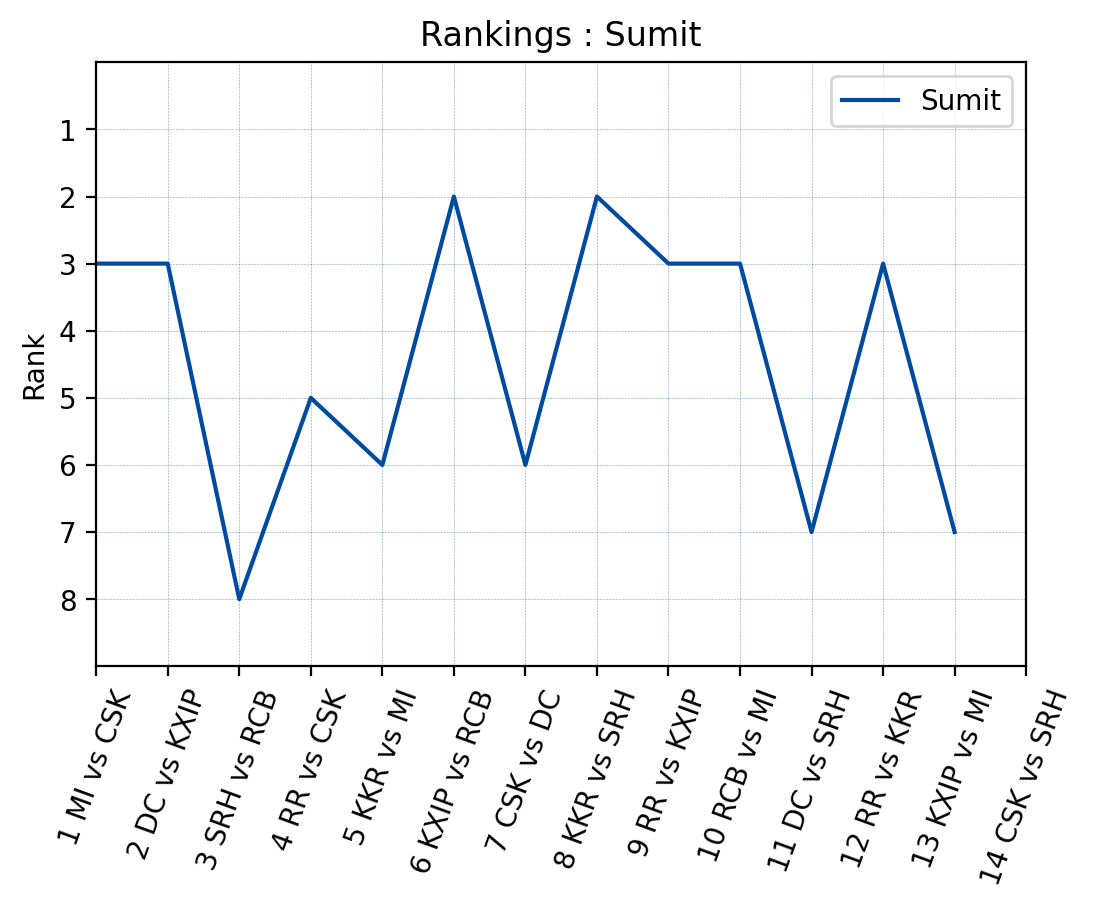 Rankings : Sumit
Sumit
Rank
1
2
3
4
5
6
7
8
1 MI vs CSK
2 DC vs KXIP
3 SRH vs RCB
4 RR vs CSK
5 KKR vs MI
6 KXIP vs RCB
7 CSK vs DC
8 KKR vs SRH
9 RR vs KXIP
10 RCB vs MI
11 DC vs SRH
12 RR vs KKR
13 KXIP vs MI
14 CSK vs SRH